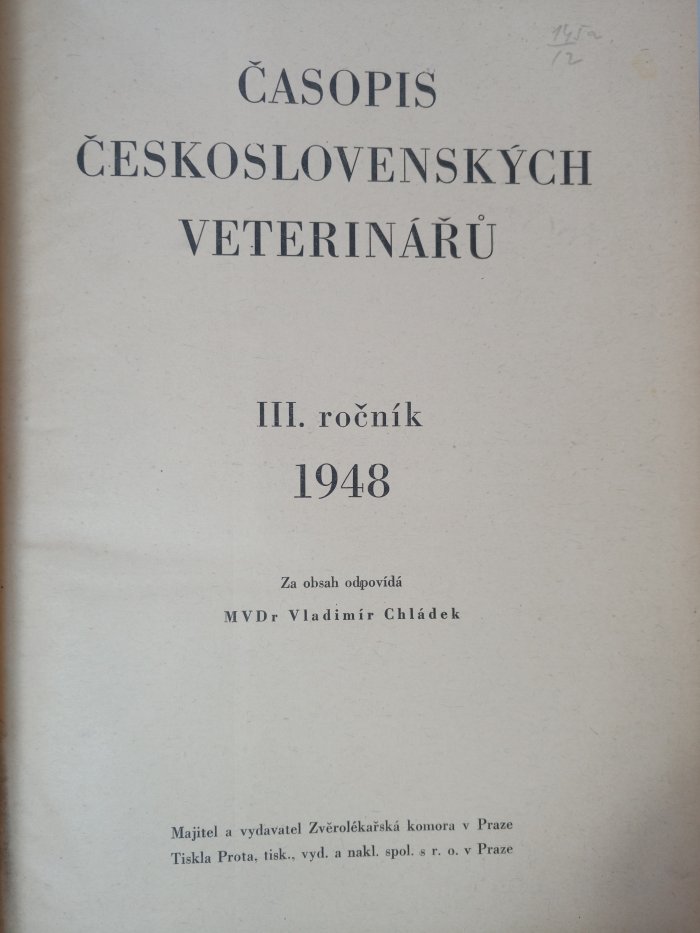 ČASOPIS
ČESKOSLOVENSKÝCH
VETERINÁŘŮ
III. ročník
1948
Za obsah odpovídá
MVDr Vladimír Chládek
Majitel a vydavatel Zvěrolékařská komora v Praze
Tiskla Prota, tisk., vyd. a nakl. spol. s r. o. v Praze